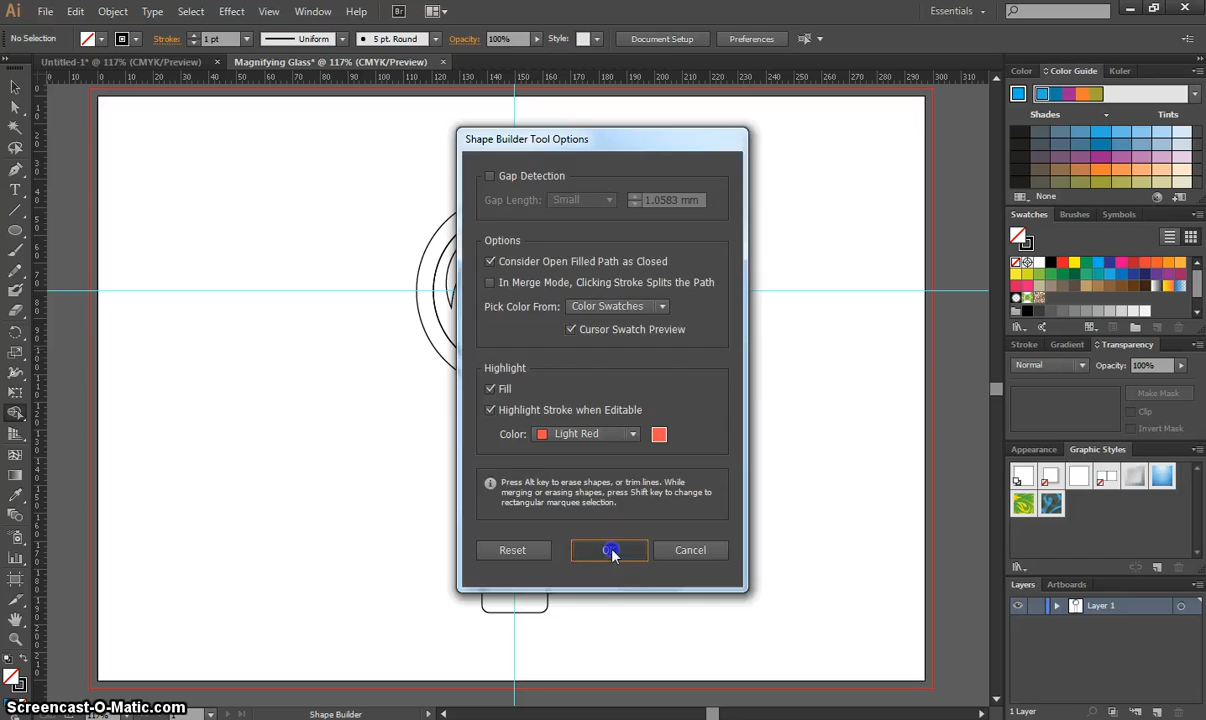 Ai File Edit Object Type Select Effect View Window Help Br Essentials
No Selection Stroke: 1 pt Uniform 5 pt. Round Opacity: 100% Style: Document Setup Preferences
Untitled-1* @ 117% (CMYK/Preview) × Magnifying Glass* @ 117% (CMYK/Preview) ×
Color Color Guide Kuler
Shades Tints
None
Swatches Brushes Symbols
Stroke Gradient Transparency
Normal Opacity: 100%
Make Mask
Clip
Invert Mask
Appearance Graphic Styles
Layers Artboards
Layer 1
1 Layer
Shape Builder Tool Options
Gap Detection
Gap Length: Small 1.0583 mm
Options
Consider Open Filled Path as Closed
In Merge Mode, Clicking Stroke Splits the Path
Pick Color From: Color Swatches
Cursor Swatch Preview
Highlight
Fill
Highlight Stroke when Editable
Color: Light Red
Press Alt key to erase shapes, or trim lines. While
merging or erasing shapes, press Shift key to change to
rectangular marquee selection.
Reset Cancel
Shape Builder
Screencast-O-Matic.com